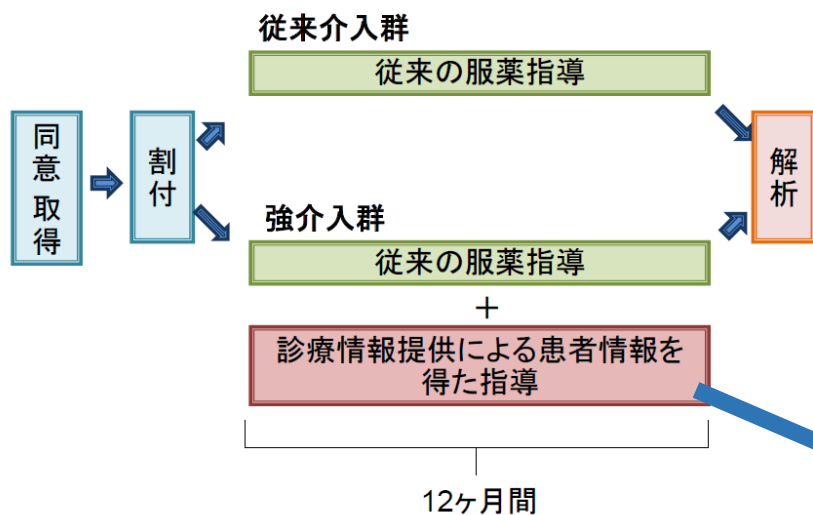 従来介入群
従来の服薬指導
同意取得
割付
強介入群
従来の服薬指導
+
診療情報提供による患者情報を
得た指導
解析
12ヶ月間